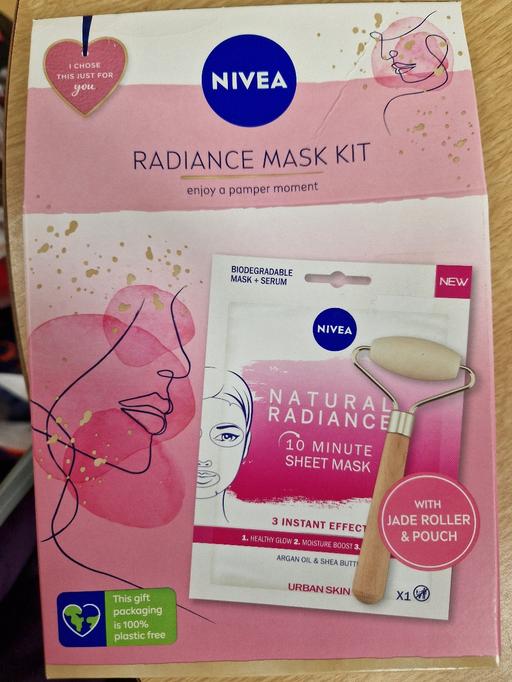 I CHOSE
THIS JUST FOR
you
NIVEA
RADIANCE MASK KIT
enjoy a pamper moment
BIODEGRADABLE
MASK + SERUM
NEW
NIVEA
NATURAL
RADIANCE
10 MINUTE
SHEET MASK
3 INSTANT EFFECT
1. HEALTHY GLOW 2. MOISTURE BOOST 3.
ARGAN OIL & SHEA BUTT
URBAN SKIN
X1
WITH
JADE ROLLER
& POUCH
This gift
packaging
is 100%
plastic free